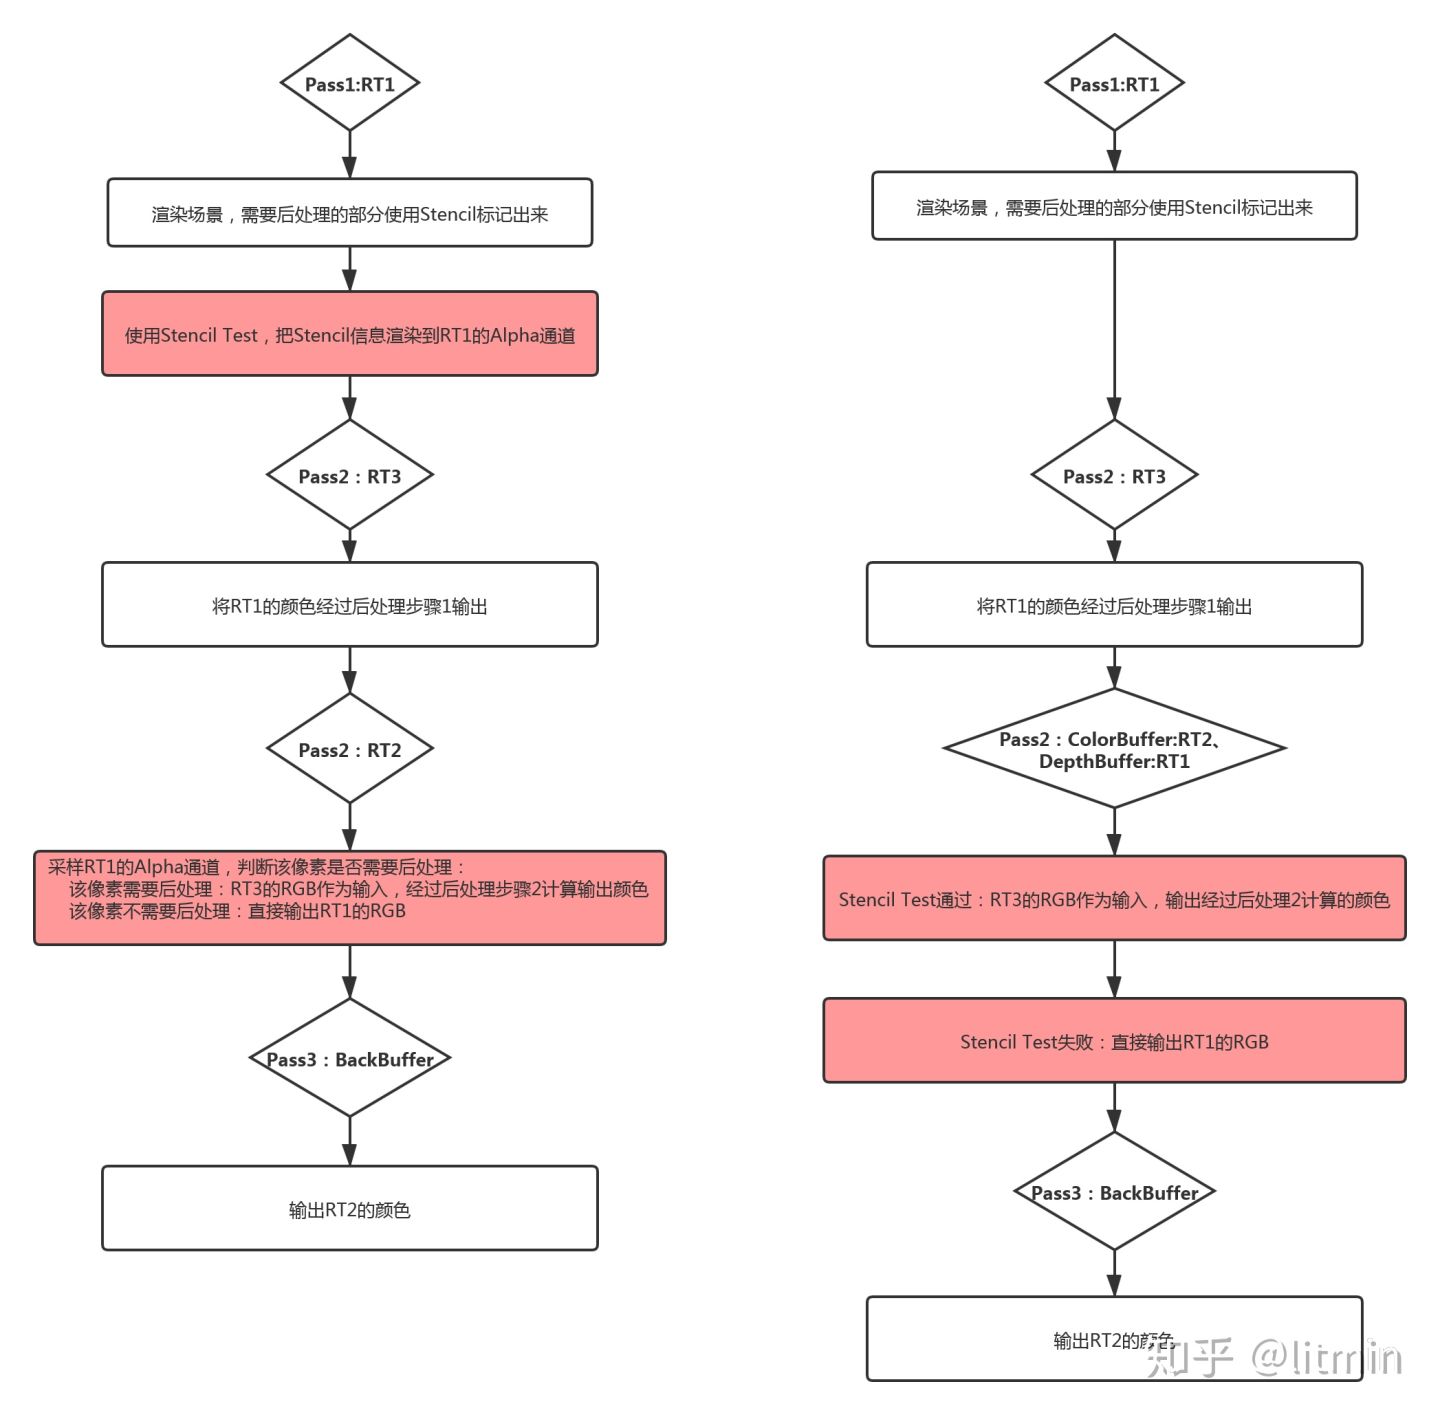 Pass1:RT1
渲染场景，需要后处理的部分使用Stencil标记出来
使用Stencil Test，把Stencil信息渲染到RT1的Alpha通道
Pass2：RT3
将RT1的颜色经过后处理步骤1输出
Pass2：RT2
采样RT1的Alpha通道，判断该像素是否需要后处理：
该像素需要后处理：RT3的RGB作为输入，经过后处理步骤2计算输出颜色
该像素不需要后处理：直接输出RT1的RGB
Pass3：BackBuffer
输出RT2的颜色
Pass1:RT1
渲染场景，需要后处理的部分使用Stencil标记出来
Pass2：RT3
将RT1的颜色经过后处理步骤1输出
Pass2：ColorBuffer:RT2、
DepthBuffer:RT1
Stencil Test通过：RT3的RGB作为输入，输出经过后处理2计算的颜色
Stencil Test失败：直接输出RT1的RGB
Pass3：BackBuffer
输出RT2的颜色
知乎 @litmin